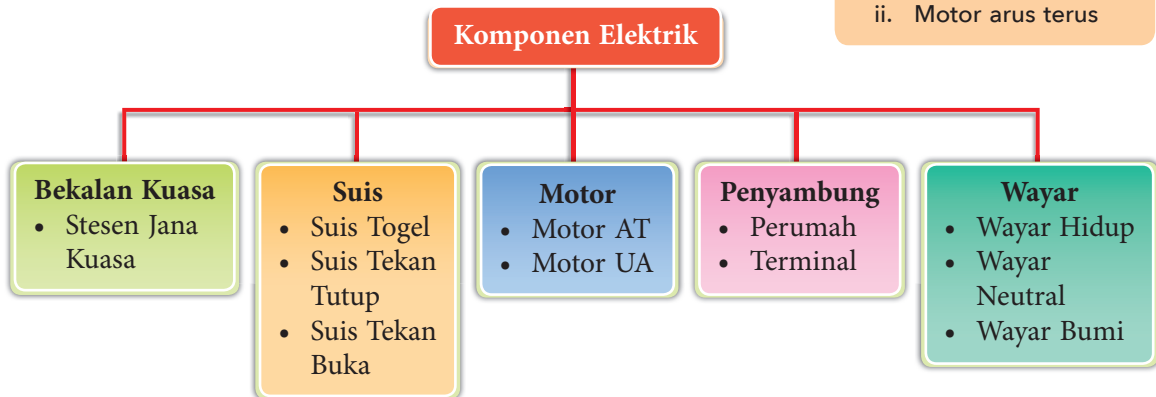 ii. Motor arus terus
Komponen Elektrik
Bekalan Kuasa
• Stesen Jana
Kuasa
Suis
• Suis Togel
• Suis Tekan
Tutup
• Suis Tekan
Buka
Motor
• Motor AT
• Motor UA
Penyambung
• Perumah
• Terminal
Wayar
• Wayar Hidup
• Wayar
Neutral
• Wayar Bumi